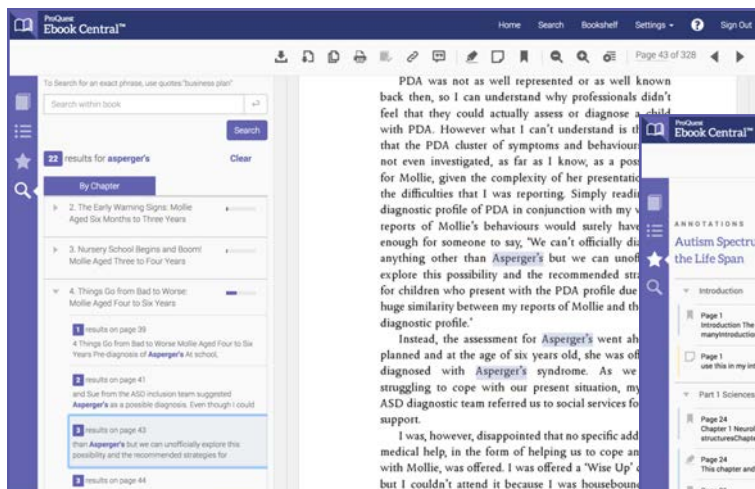 ProQuest
Ebook Central™
Home Search Bookshelf Settings ? Sign Out
Page 43 of 328
To Search for an exact phrase, use quotes:"business plan"
Search within book
Search
22 results for asperger's Clear
By Chapter
2. The Early Warning Signs: Mollie
Aged Six Months to Three Years
3. Nursery School Begins and Boom!
Mollie Aged Three to Four Years
4. Things Go from Bad to Worse:
Mollie Aged Four to Six Years
1 results on page 39
4 Things Go from Bad to Worse Mollie Aged Four to Six
Years Pre-diagnosis of Asperger's At school,
2 results on page 41
and Sue from the ASD inclusion team suggested
Asperger's as a possible diagnosis. Even though I could
3 results on page 43
than Asperger's but we can unofficially explore this
possibility and the recommended strategies for
3 results on page 44
PDA was not as well represented or as well known
back then, so I can understand why professionals didn't
feel that they could actually assess or diagnose a child
with PDA. However what I can't understand is th
that the PDA cluster of symptoms and behaviour
not even investigated, as far as I know, as a pos
for Mollie, given the complexity of her presentatio
the difficulties that I was reporting. Simply readi
diagnostic profile of PDA in conjunction with my v
reports of Mollie's behaviours would surely have
enough for someone to say, 'We can't officially dia
anything other than Asperger's but we can unof
explore this possibility and the recommended stra
for children who present with the PDA profile due
huge similarity between my reports of Mollie and th
diagnostic profile.'
Instead, the assessment for Asperger's went ah
planned and at the age of six years old, she was of
diagnosed with Asperger's syndrome. As we
struggling to cope with our present situation, my
ASD diagnostic team referred us to social services fo
support.
I was, however, disappointed that no specific add
medical help, in the form of helping us to cope an
with Mollie, was offered. I was offered a 'Wise Up' c
but I couldn't attend it because I was housebound
ProQuest
Ebook Central™
ANNOTATIONS
Autism Spectru
the Life Span
Introduction
Page 1
Introduction The
manyIntroduction
Page 1
use this in my int
Part 1 Sciences
Page 24
Chapter 1 Neurol
structuresChapte
Page 24
This chapter and